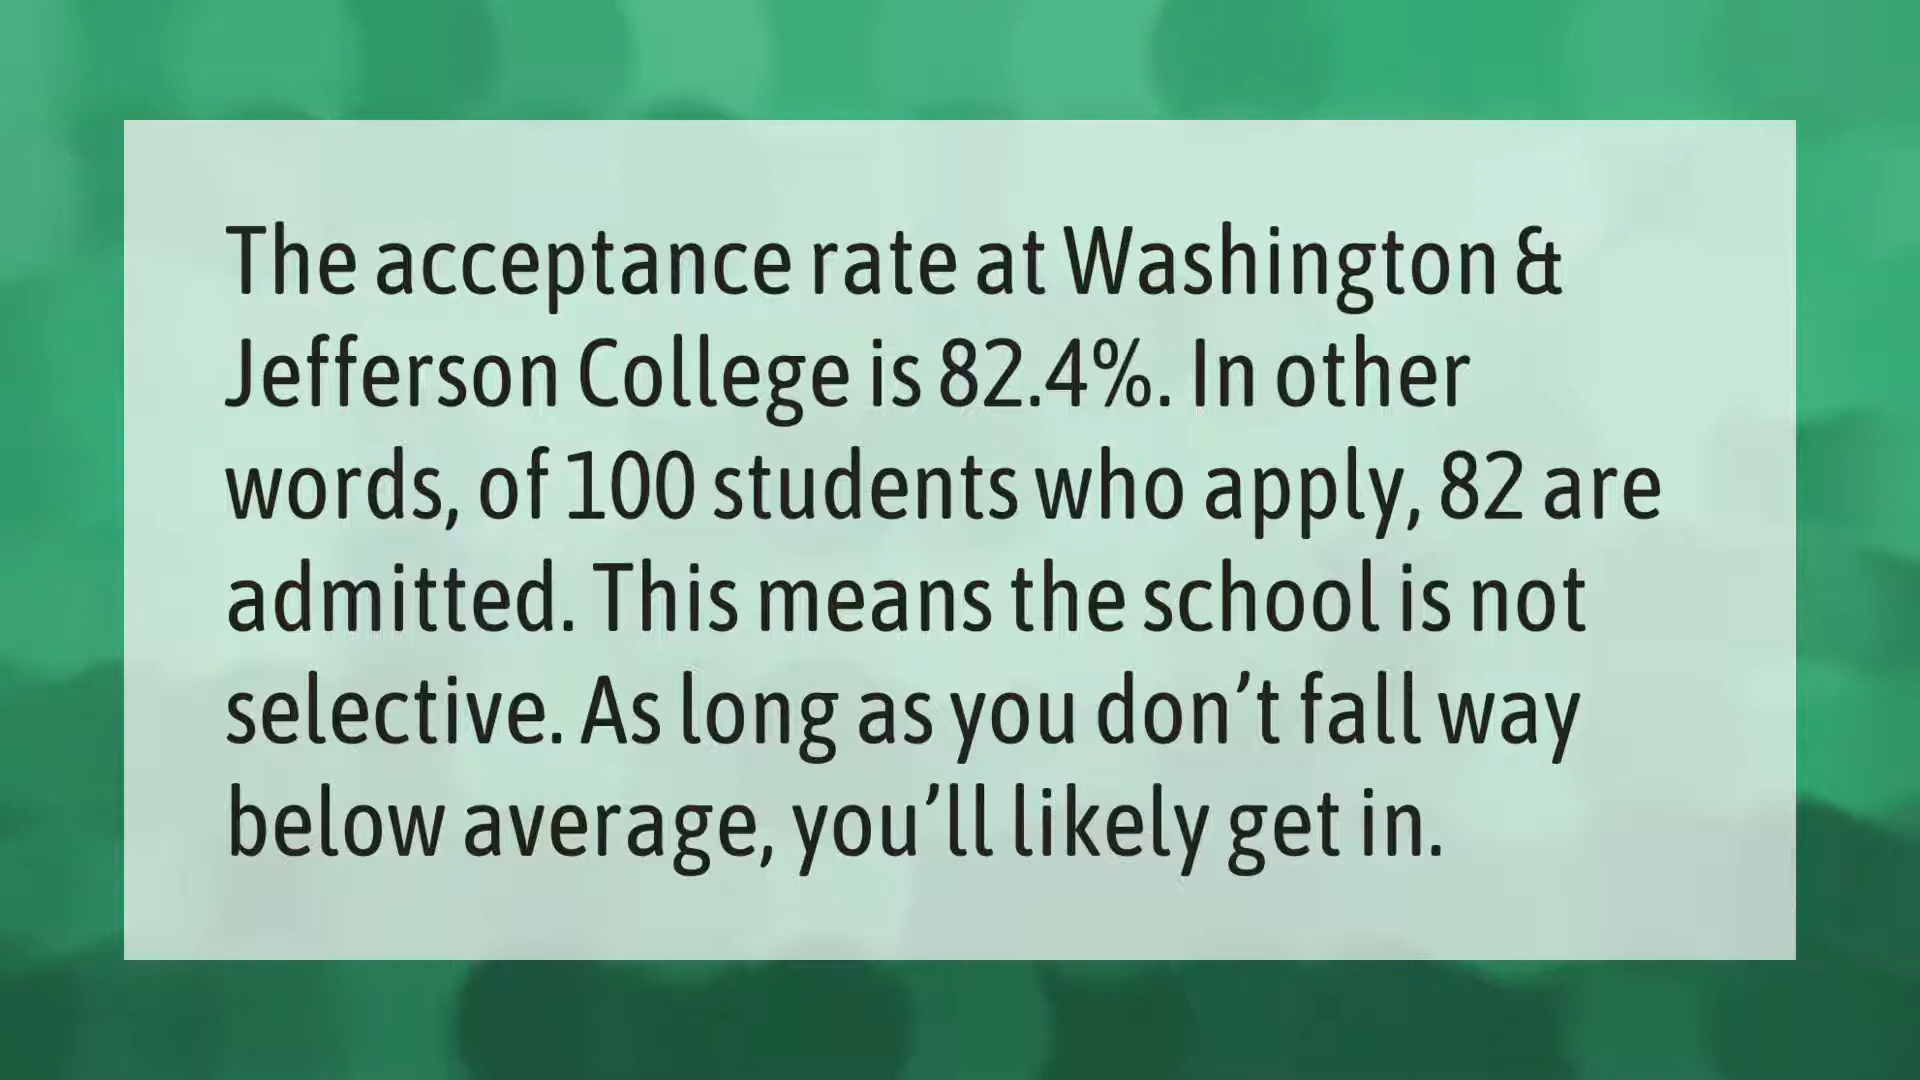 The acceptance rate at Washington &
Jefferson College is 82.4%. In other
words, of 100 students who apply, 82 are
admitted. This means the school is not
selective. As long as you don’t fall way
below average, you’ll likely get in.